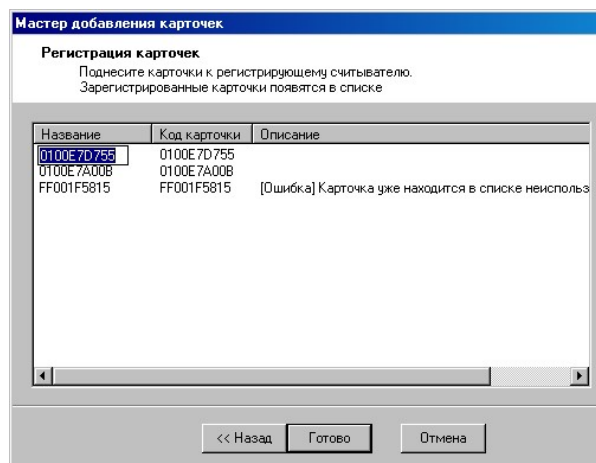 Мастер добавления карточек
Регистрация карточек
Поднесите карточки к регистрирующему считывателю.
Зарегистрированные карточки появятся в списке
Название Код карточки Описание
0100E7D755 0100E7D755
0100E7A00B 0100E7A00B
FF001F5815 FF001F5815 [Ошибка] Карточка уже находится в списке неиспольз
<< Назад Готово Отмена